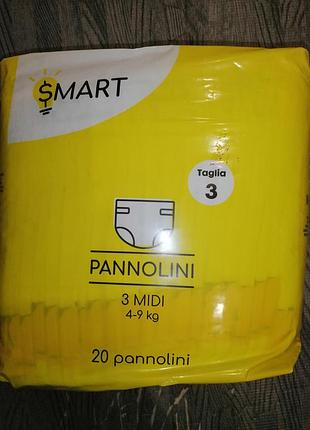 SMART
Taglia
3
PANNOLINI
3 MIDI
4-9 kg
20 pannolini